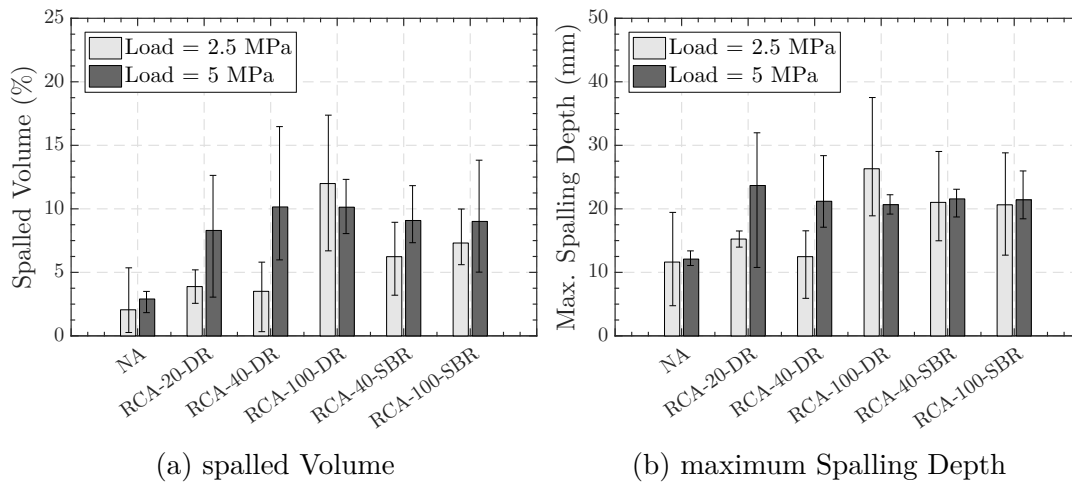 25
20
15
10
5
0
Spalled Volume (%)
Load = 2.5 MPa
Load = 5 MPa
NA
RCA-20-DR
RCA-40-DR
RCA-100-DR
RCA-40-SBR
RCA-100-SBR
(a) spalled Volume
50
40
30
20
10
0
Max. Spalling Depth (mm)
Load = 2.5 MPa
Load = 5 MPa
NA
RCA-20-DR
RCA-40-DR
RCA-100-DR
RCA-40-SBR
RCA-100-SBR
(b) maximum Spalling Depth